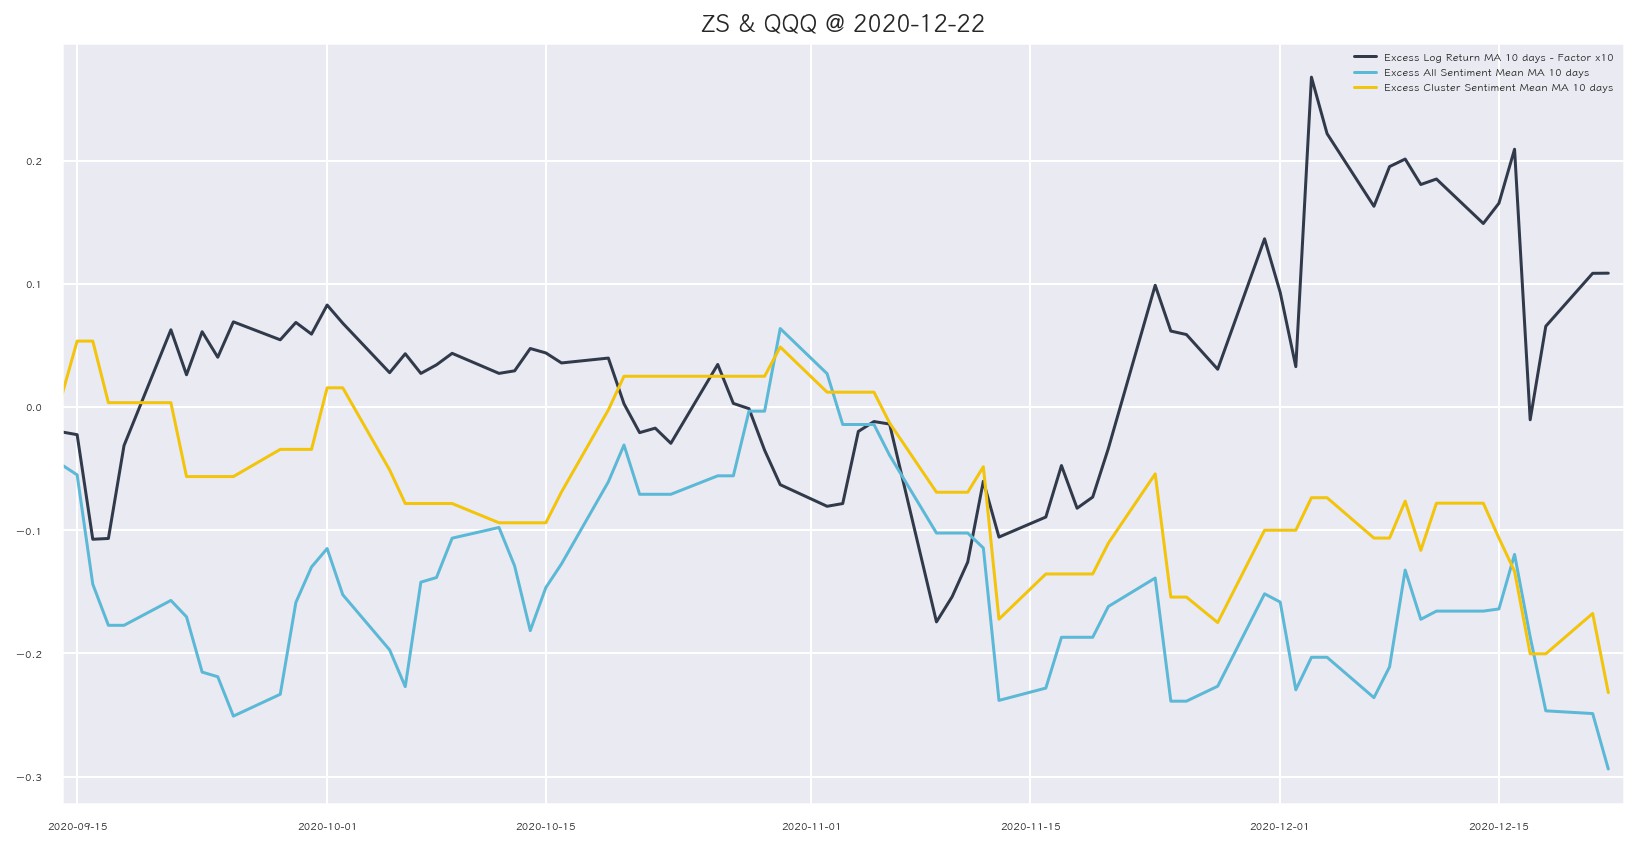 ZS & QQQ @ 2020-12-22
Excess Log Return MA 10 days - Factor x10
Excess All Sentiment Mean MA 10 days
Excess Cluster Sentiment Mean MA 10 days
0.2
0.1
0.0
−0.1
−0.2
−0.3
2020-09-15 2020-10-01 2020-10-15 2020-11-01 2020-11-15 2020-12-01 2020-12-15